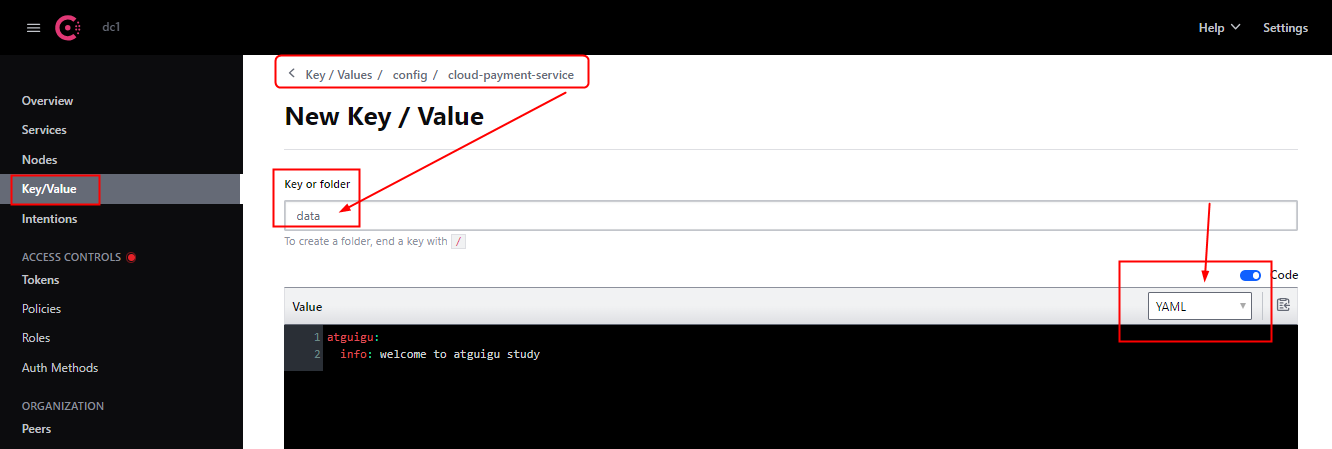 dc1
Help
Settings
Key / Values / config / cloud-payment-service
Overview
Services
Nodes
Key/Value
Intentions
ACCESS CONTROLS
Tokens
Policies
Roles
Auth Methods
ORGANIZATION
Peers
New Key / Value
Key or folder
data
To create a folder, end a key with /
Code
Value
YAML
1 atguigu:
2 info: welcome to atguigu study